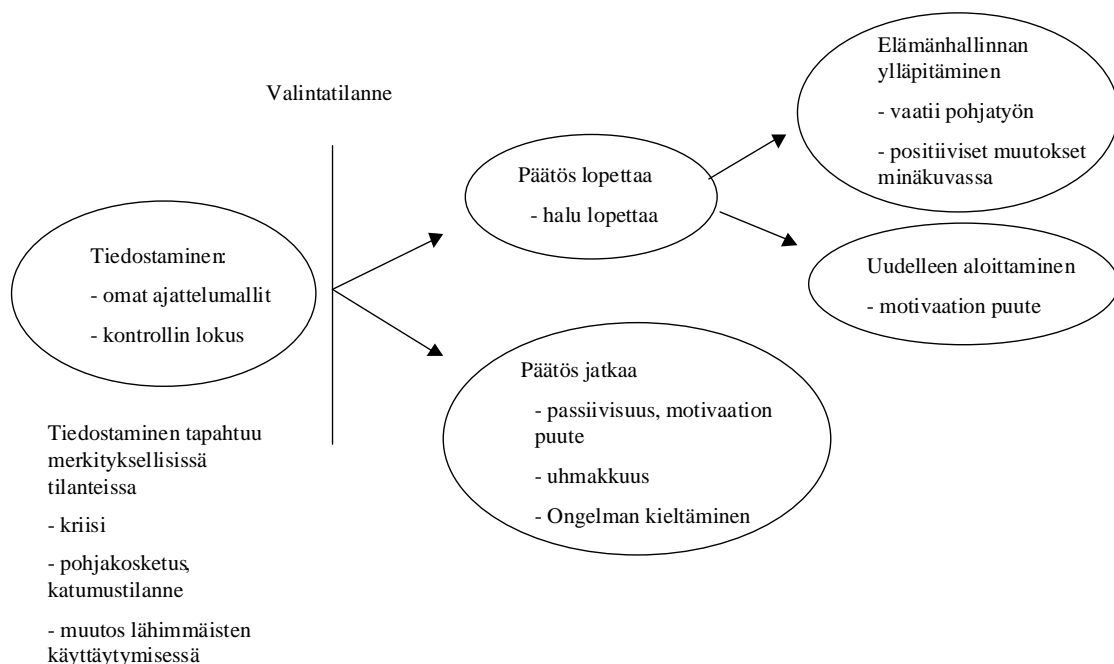 Valintatilanne
Tiedostaminen:
- omat ajattelumallit
- kontrollin lokus
Tiedostaminen tapahtuu
merkityksellisissä
tilanteissa
- kriisi
- pohjakosketus,
katumustilanne
- muutos lähimmäisten
käyttäytymisessä
Päätös lopettaa
- halu lopettaa
Päätös jatkaa
- passiivisuus, motivaation
puute
- uhmakkuus
- Ongelman kieltäminen
Elämänhallinnan
ylläpitäminen
- vaatii pohjatyön
- positiiviset muutokset
minäkuvassa
Uudelleen aloittaminen
- motivaation puute